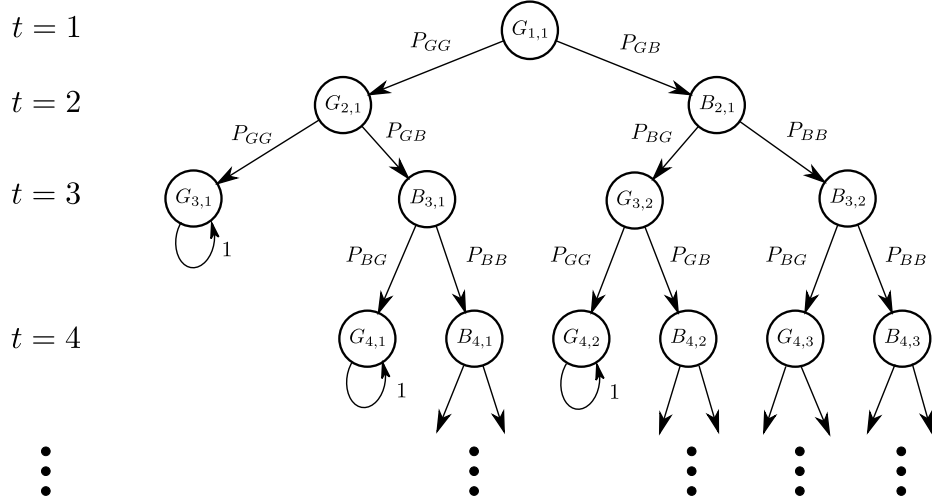 t = 1
G_{1,1}
P_{GG}
P_{GB}
t = 2
G_{2,1}
B_{2,1}
P_{GG}
P_{GB}
P_{BG}
P_{BB}
t = 3
G_{3,1}
B_{3,1}
G_{3,2}
B_{3,2}
1
P_{BG}
P_{BB}
P_{GG}
P_{GB}
P_{BG}
P_{BB}
t = 4
G_{4,1}
B_{4,1}
G_{4,2}
B_{4,2}
G_{4,3}
B_{4,3}
1
1